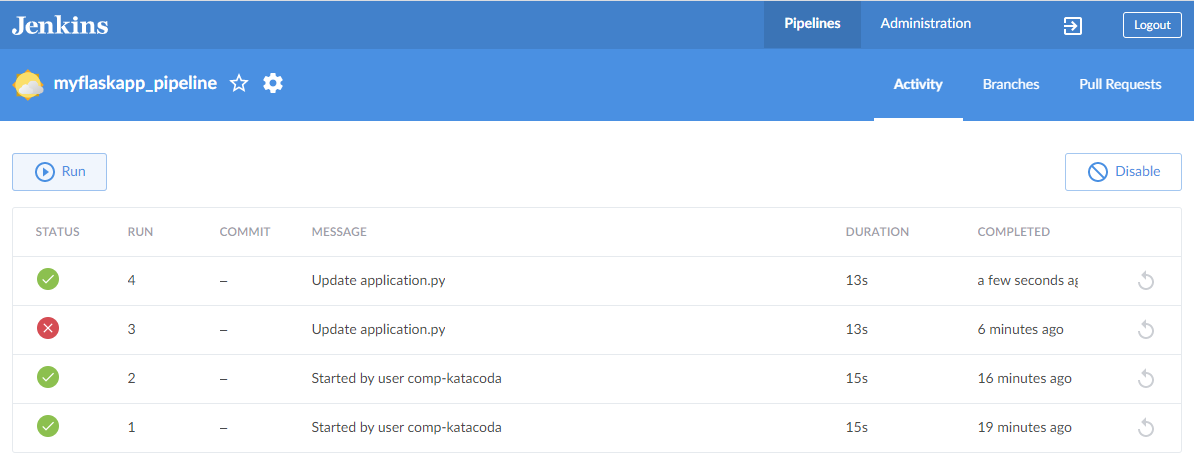 Jenkins Pipelines Administration Logout
myflaskapp_pipeline Activity Branches Pull Requests
Run Disable
STATUS RUN COMMIT MESSAGE DURATION COMPLETED
4 – Update application.py 13s a few seconds ag
3 – Update application.py 13s 6 minutes ago
2 – Started by user comp-katacoda 15s 16 minutes ago
1 – Started by user comp-katacoda 15s 19 minutes ago